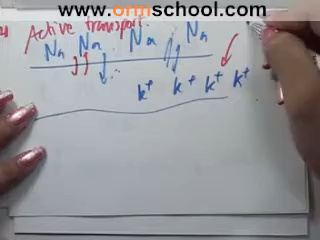 www.ormschool.com
Active transport.
Na Na Na Na
k+ k+ k+ k+